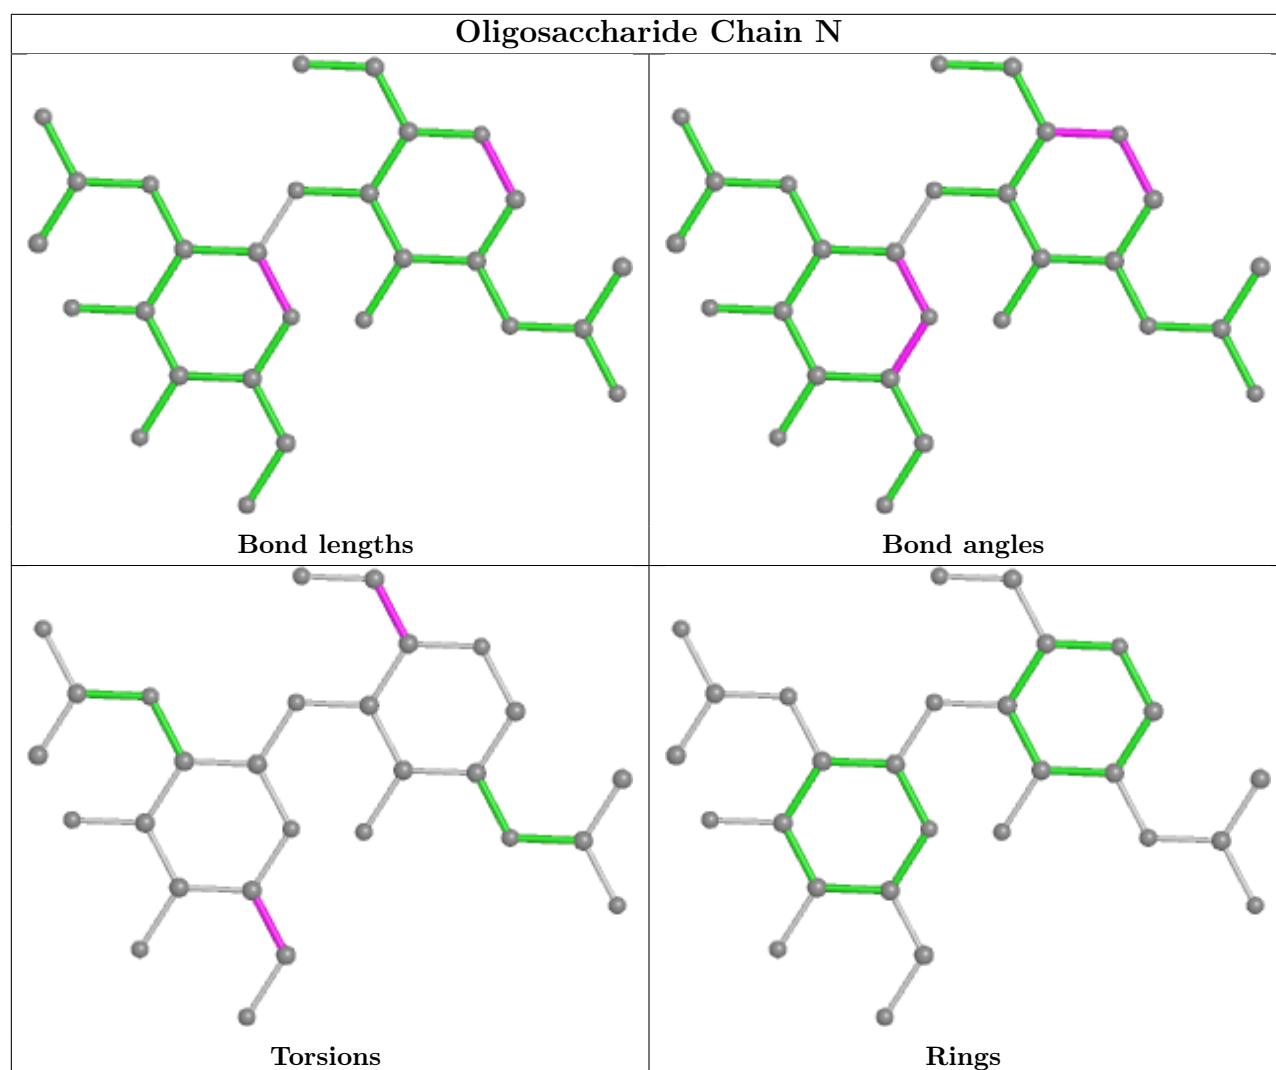 Oligosaccharide Chain N
Bond lengths
Bond angles
Torsions
Rings